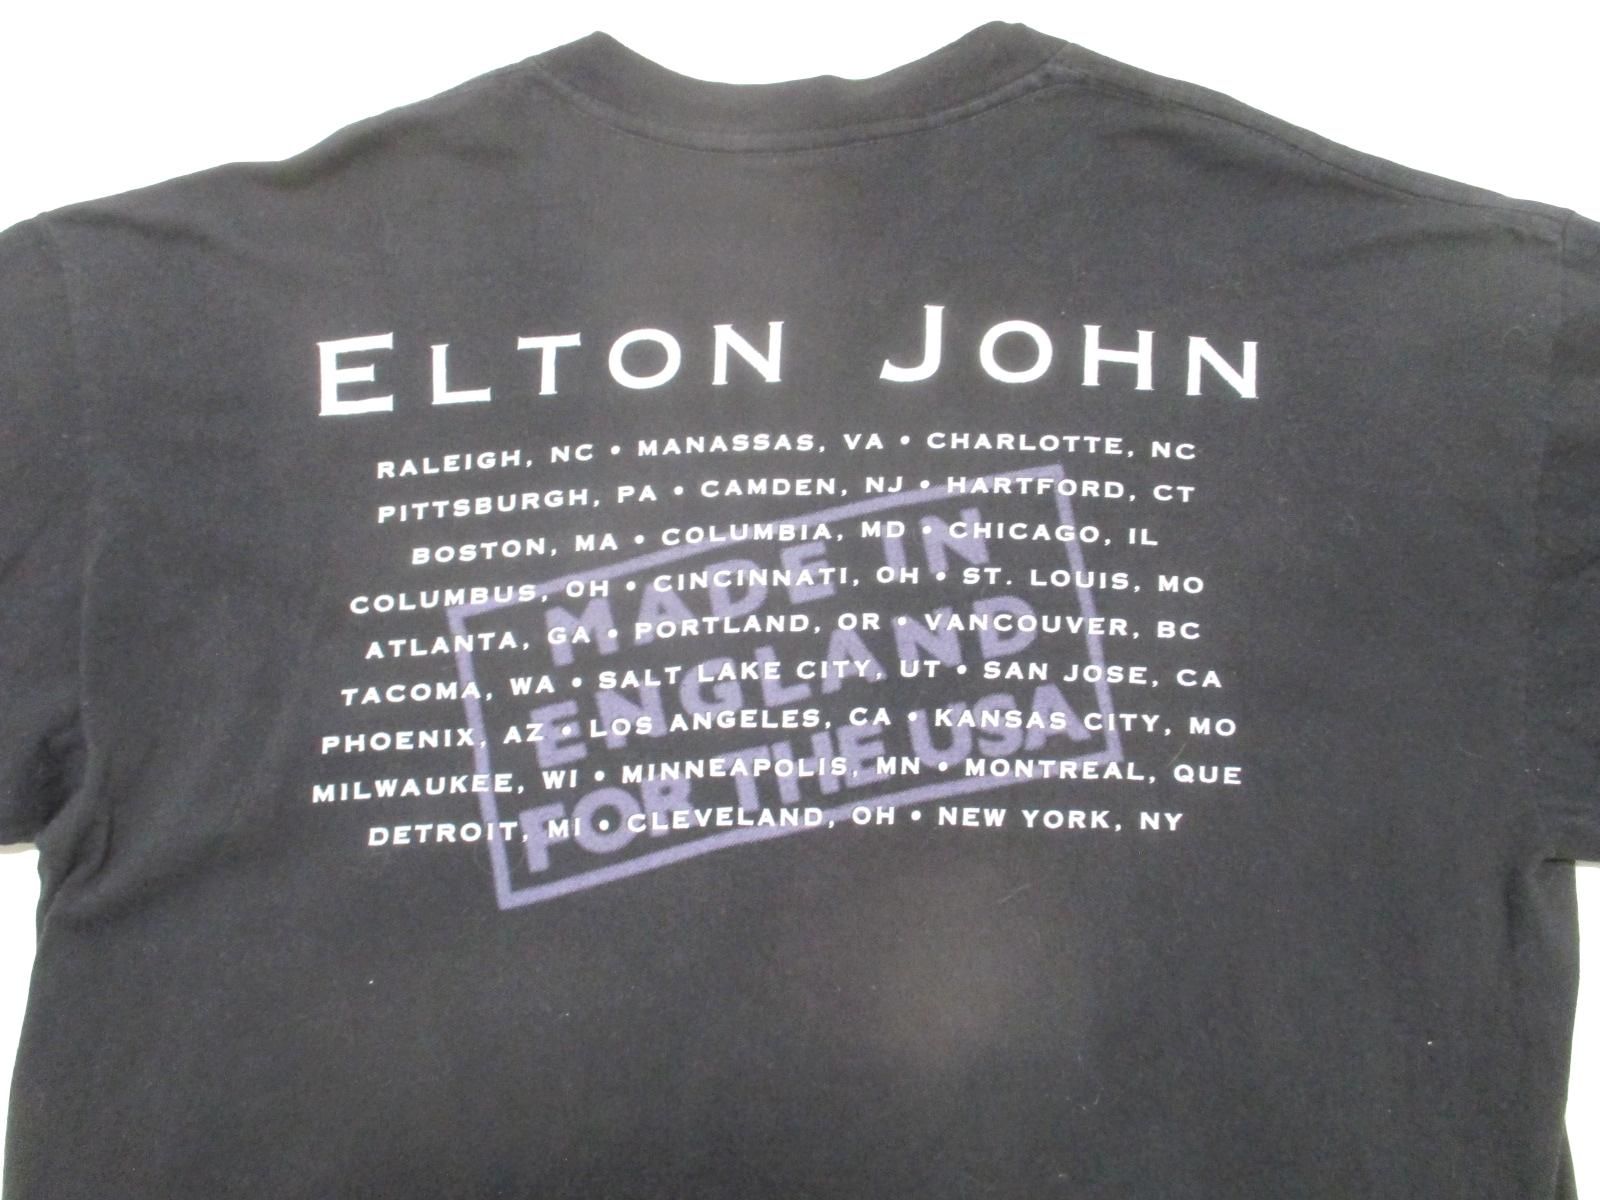 ELTON JOHN
RALEIGH, NC • MANASSAS, VA • CHARLOTTE, NC
PITTSBURGH, PA • CAMDEN, NJ • HARTFORD, CT
BOSTON, MA • COLUMBIA, MD • CHICAGO, IL
COLUMBUS, OH • CINCINNATI, OH • ST. LOUIS, MO
ATLANTA, GA • PORTLAND, OR • VANCOUVER, BC
TACOMA, WA • SALT LAKE CITY, UT • SAN JOSE, CA
PHOENIX, AZ • LOS ANGELES, CA • KANSAS CITY, MO
MILWAUKEE, WI • MINNEAPOLIS, MN • MONTREAL, QUE
DETROIT, MI • CLEVELAND, OH • NEW YORK, NY
MADE IN
ENGLAND
FOR THE USA